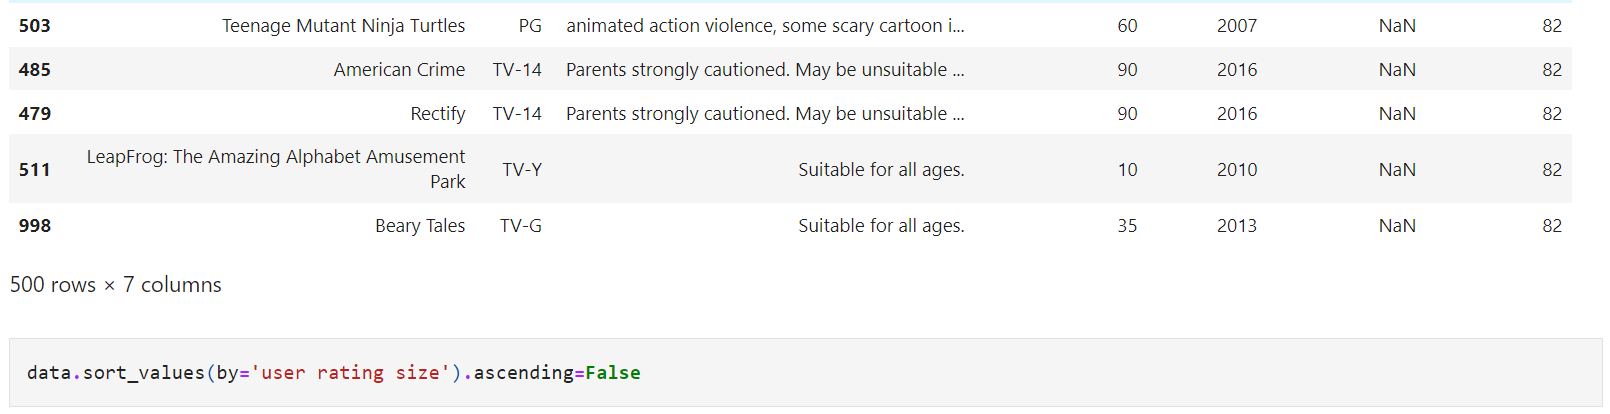 503 Teenage Mutant Ninja Turtles PG animated action violence, some scary cartoon i... 60 2007 NaN 82
485 American Crime TV-14 Parents strongly cautioned. May be unsuitable ... 90 2016 NaN 82
479 Rectify TV-14 Parents strongly cautioned. May be unsuitable ... 90 2016 NaN 82
511 LeapFrog: The Amazing Alphabet Amusement
Park TV-Y Suitable for all ages. 10 2010 NaN 82
998 Beary Tales TV-G Suitable for all ages. 35 2013 NaN 82
500 rows × 7 columns
data.sort_values(by='user rating size').ascending=False